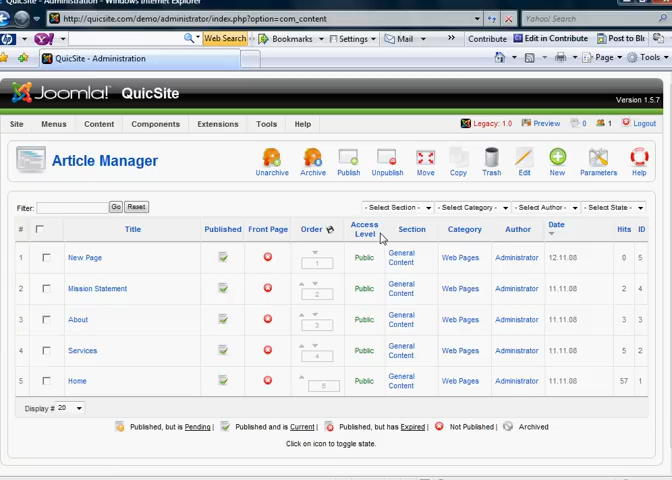 QuicSite - Administration - Windows Internet Explorer
http://quicsite.com/demo/administrator/index.php?option=com_content
Yahoo! Search
Web Search Bookmarks Settings Mail Contribute Edit in Contribute Post to Blo
QuicSite - Administration Page Tools
Joomla! QuicSite Version 1.5.7
Site Menus Content Components Extensions Tools Help Legacy: 1.0 Preview 0 1 Logout
Article Manager Unarchive Archive Publish Unpublish Move Copy Trash Edit New Parameters Help
Filter: Go Reset - Select Section - - Select Category - - Select Author - - Select State -
# Title Published Front Page Order Access Level Section Category Author Date Hits ID
1 New Page 1 Public General Content Web Pages Administrator 12.11.08 0 5
2 Mission Statement 2 Public General Content Web Pages Administrator 11.11.08 2 4
3 About 3 Public General Content Web Pages Administrator 11.11.08 3 3
4 Services 4 Public General Content Web Pages Administrator 11.11.08 5 2
5 Home 5 Public General Content Web Pages Administrator 11.11.08 57 1
Display # 20
Published, but is Pending Published and is Current Published, but has Expired Not Published Archived
Click on icon to toggle state.